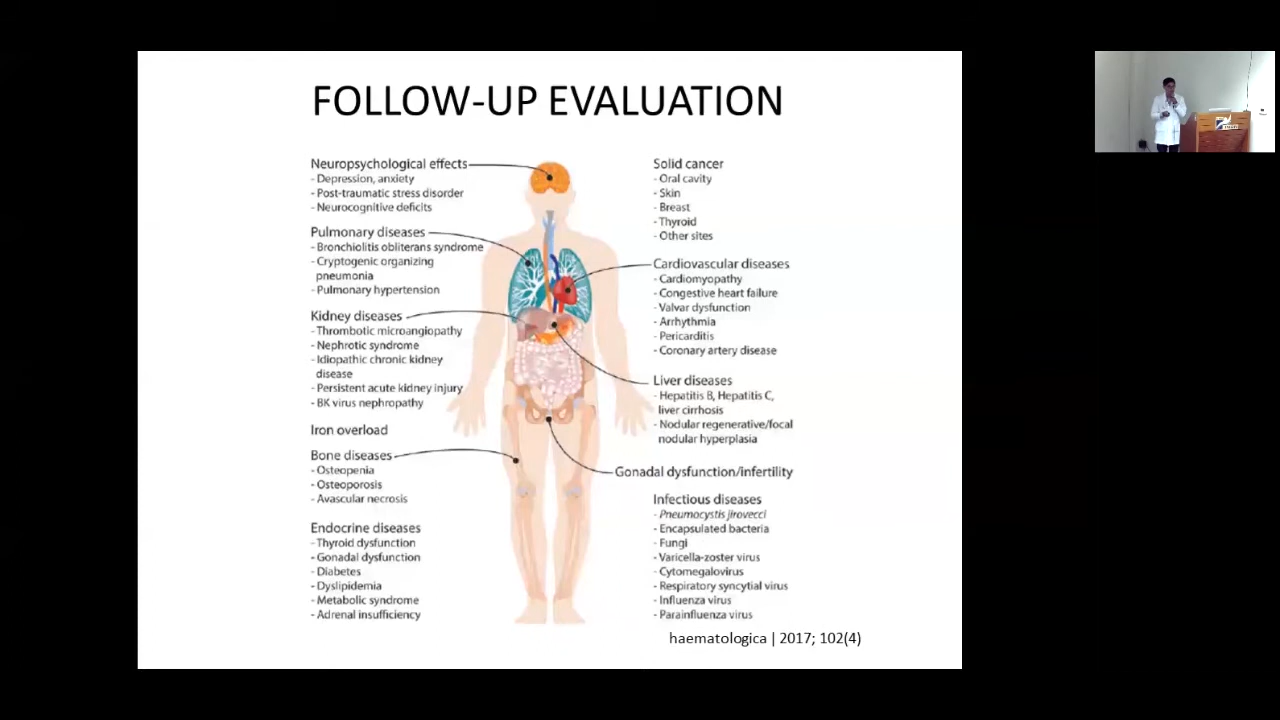 FOLLOW-UP EVALUATION
Neuropsychological effects
- Depression, anxiety
- Post-traumatic stress disorder
- Neurocognitive deficits
Pulmonary diseases
- Bronchiolitis obliterans syndrome
- Cryptogenic organizing
pneumonia
- Pulmonary hypertension
Kidney diseases
- Thrombotic microangiopathy
- Nephrotic syndrome
- Idiopathic chronic kidney
disease
- Persistent acute kidney injury
- BK virus nephropathy
Iron overload
Bone diseases
- Osteopenia
- Osteoporosis
- Avascular necrosis
Endocrine diseases
- Thyroid dysfunction
- Gonadal dysfunction
- Diabetes
- Dyslipidemia
- Metabolic syndrome
- Adrenal insufficiency
Solid cancer
- Oral cavity
- Skin
- Breast
- Thyroid
- Other sites
Cardiovascular diseases
- Cardiomyopathy
- Congestive heart failure
- Valvar dysfunction
- Arrhythmia
- Pericarditis
- Coronary artery disease
Liver diseases
- Hepatitis B, Hepatitis C,
liver cirrhosis
- Nodular regenerative/focal
nodular hyperplasia
Gonadal dysfunction/infertility
Infectious diseases
- Pneumocystis jirovecci
- Encapsulated bacteria
- Fungi
- Varicella-zoster virus
- Cytomegalovirus
- Respiratory syncytial virus
- Influenza virus
- Parainfluenza virus
haematologica | 2017; 102(4)